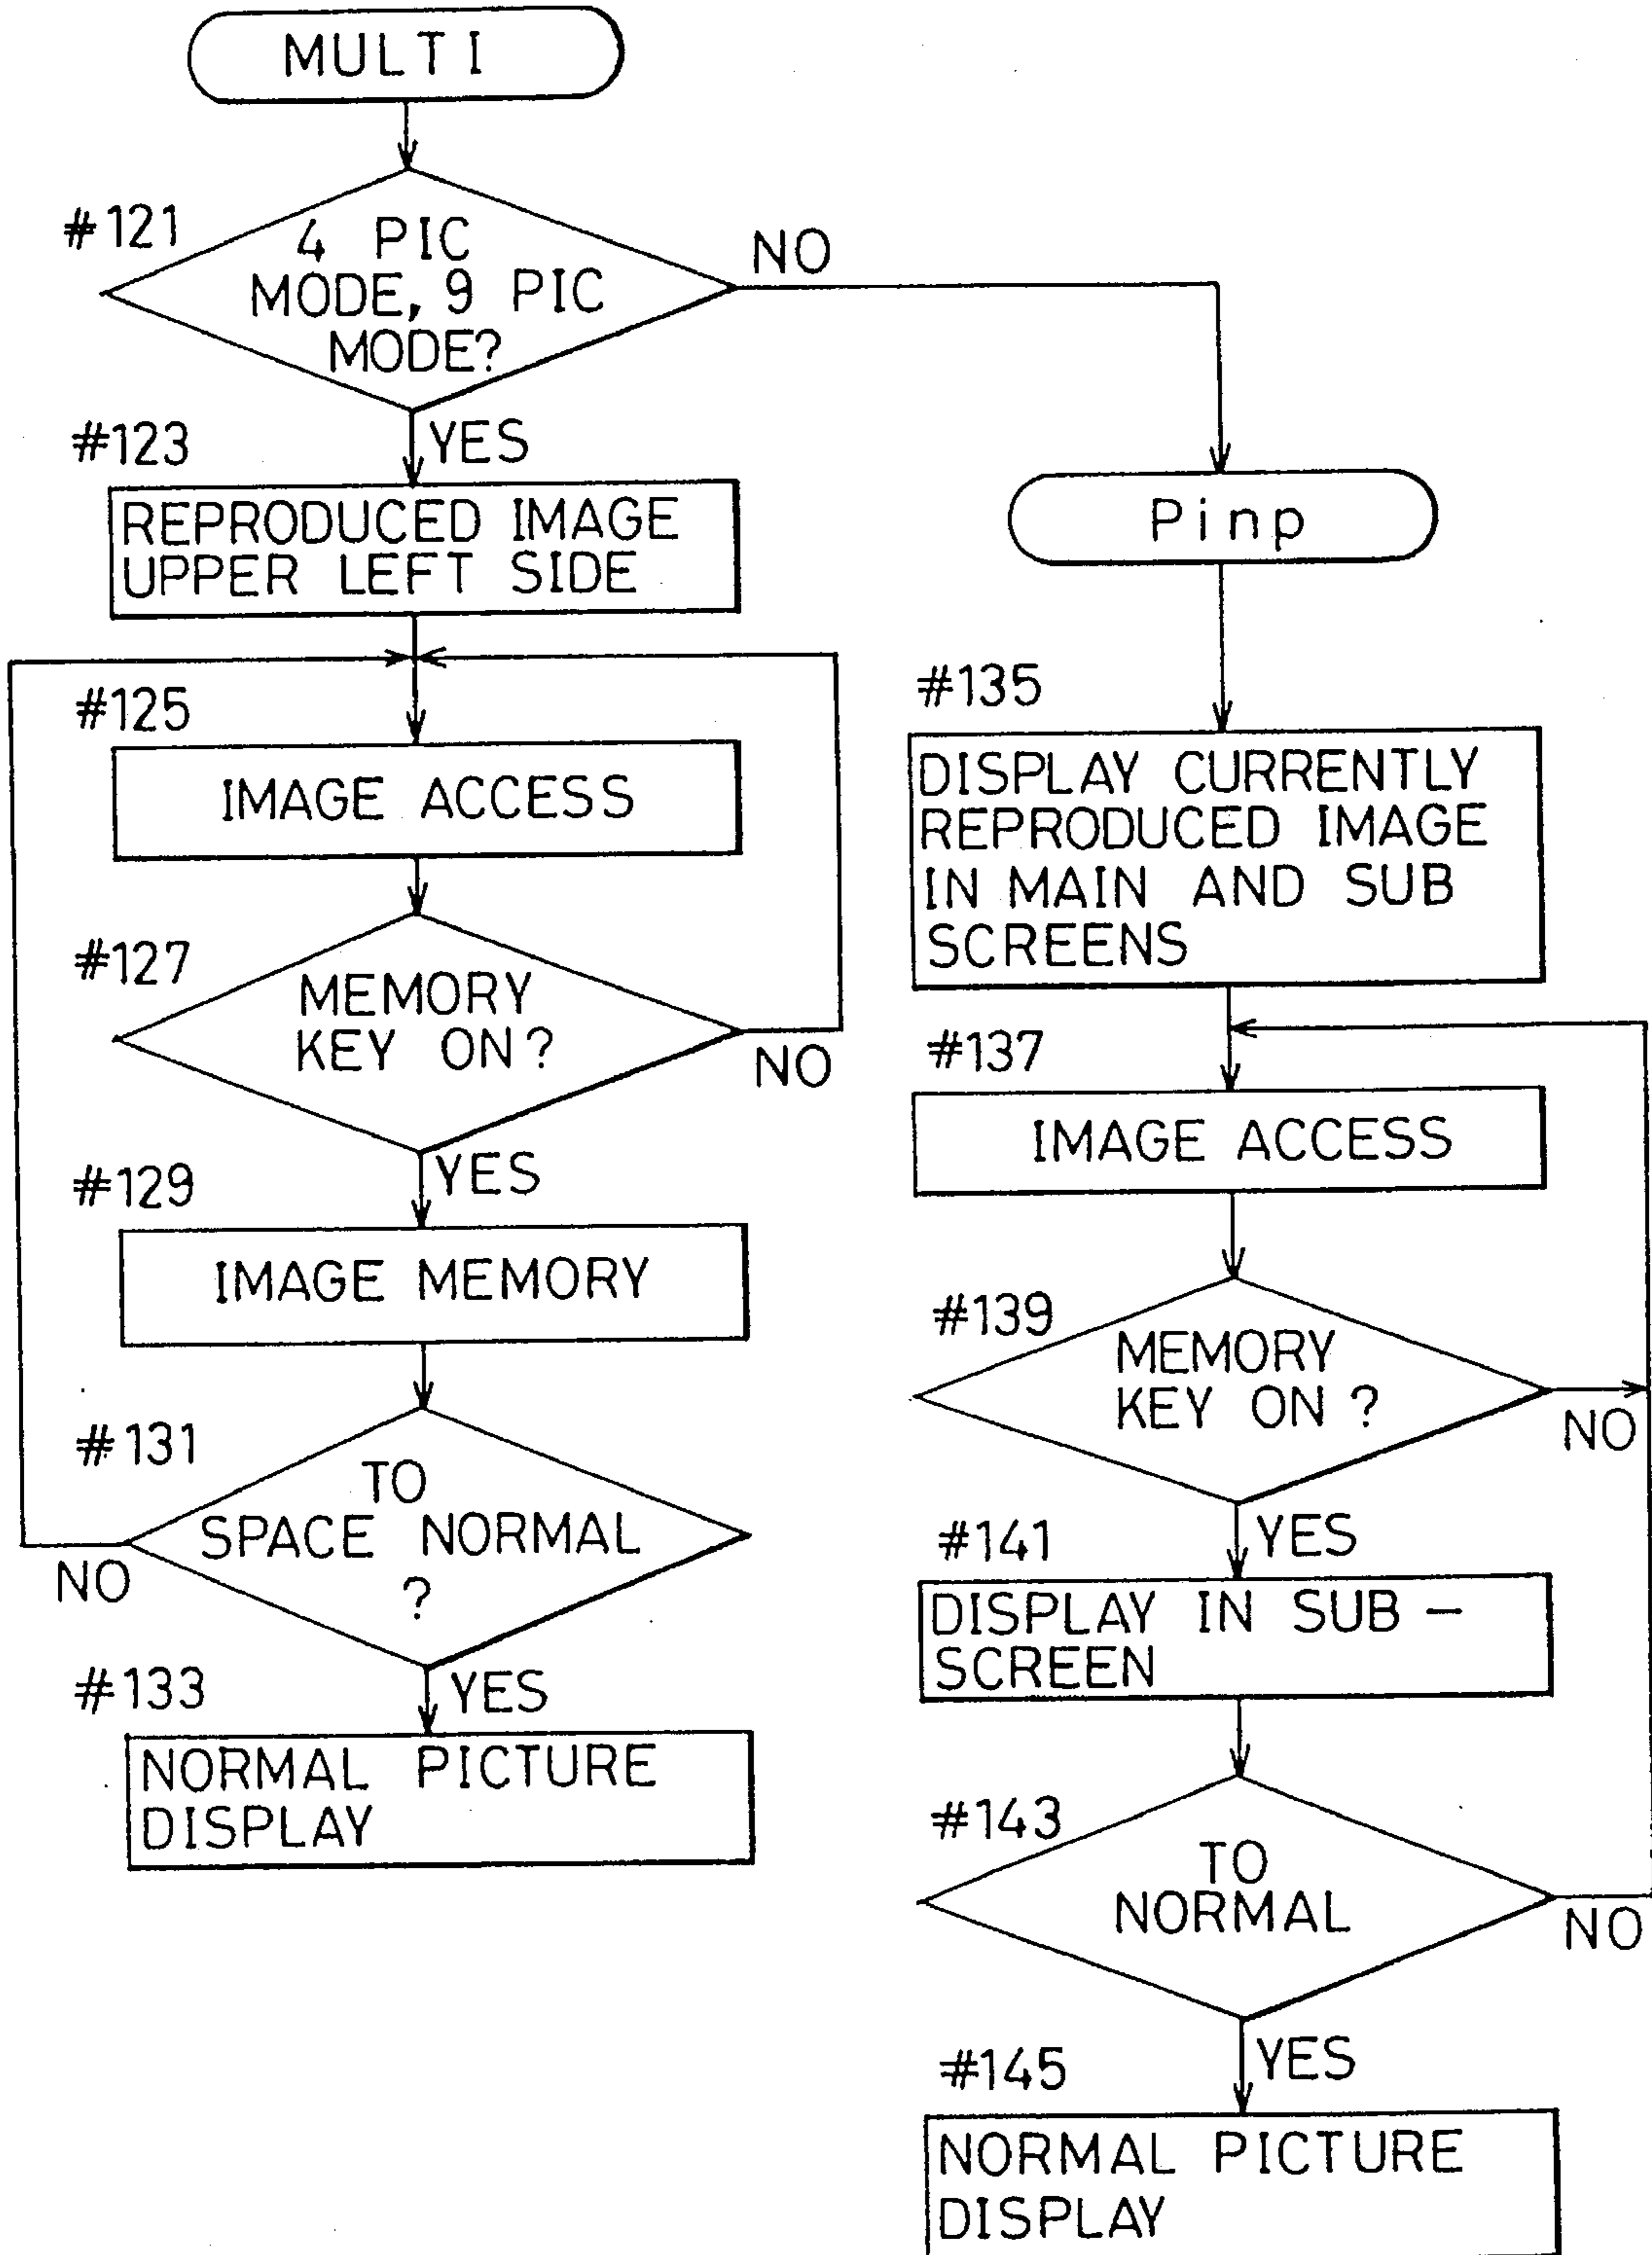 MULTI
#121
4 PIC
MODE, 9 PIC
MODE?
NO
YES
#123
REPRODUCED IMAGE
UPPER LEFT SIDE
#125
IMAGE ACCESS
#127
MEMORY
KEY ON?
NO
YES
#129
IMAGE MEMORY
#131
TO
SPACE NORMAL
?
NO
YES
#133
NORMAL PICTURE
DISPLAY
Pinp
#135
DISPLAY CURRENTLY
REPRODUCED IMAGE
IN MAIN AND SUB
SCREENS
#137
IMAGE ACCESS
#139
MEMORY
KEY ON ?
NO
YES
#141
DISPLAY IN SUB -
SCREEN
#143
TO
NORMAL
NO
YES
#145
NORMAL PICTURE
DISPLAY